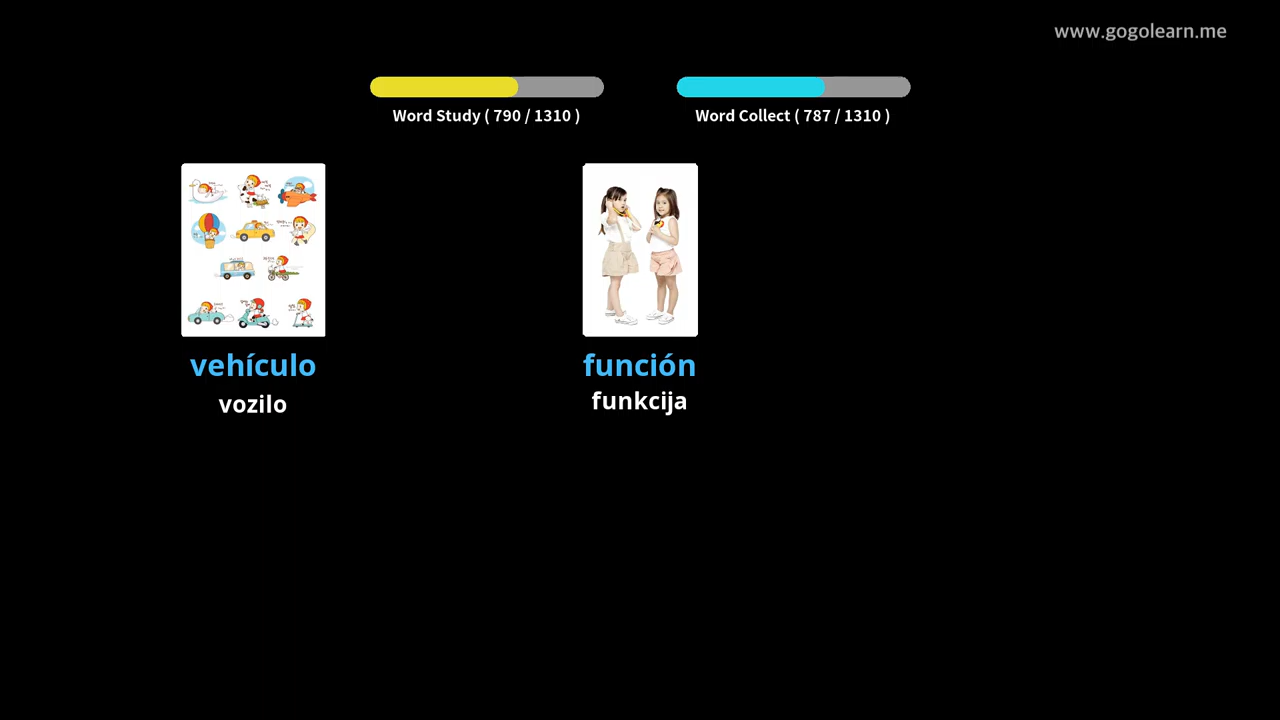 www.gogolearn.me
Word Study ( 790 / 1310 )
Word Collect ( 787 / 1310 )
vehículo
vozilo
función
funkcija